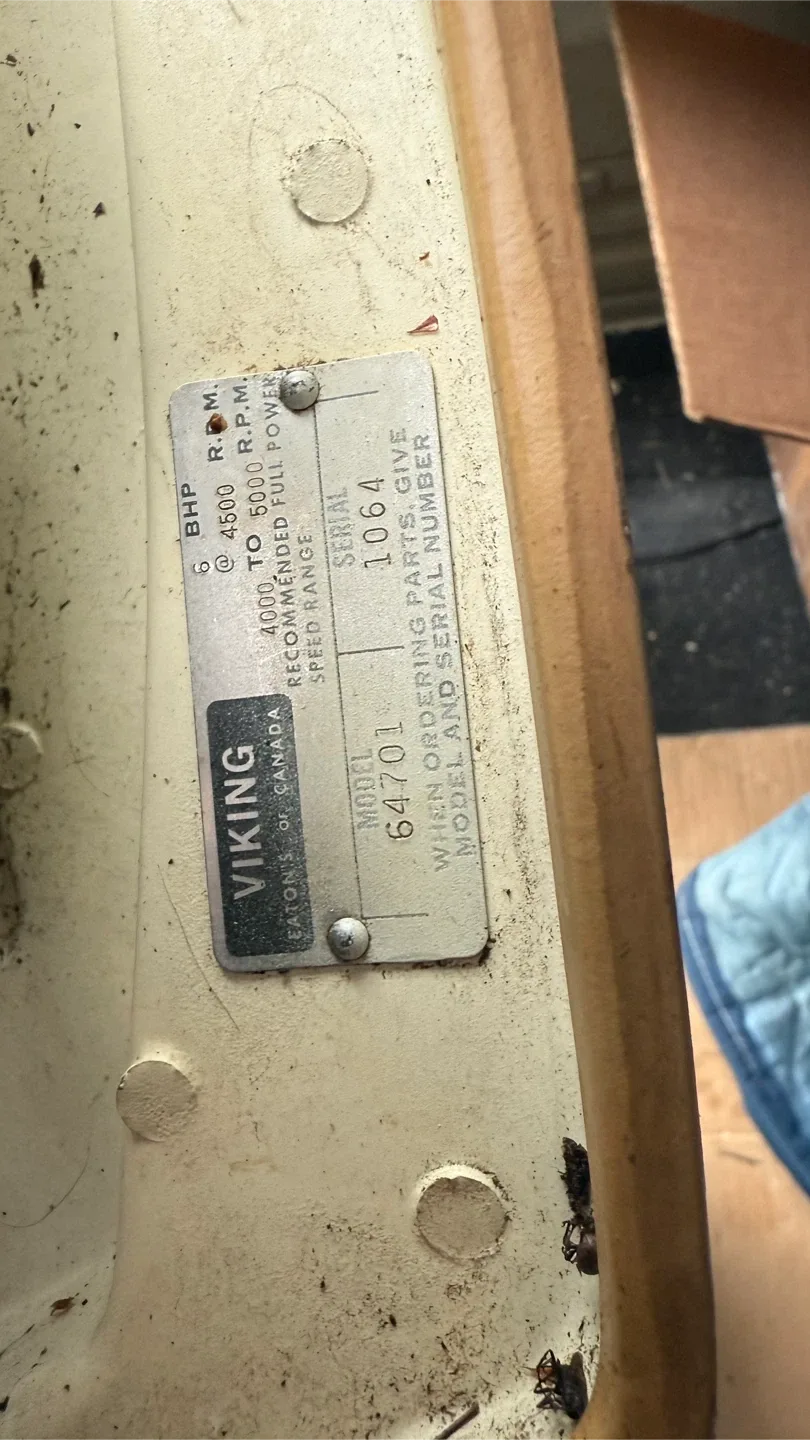 VIKING
EATON'S OF CANADA
6 BHP
@ 4500 R.P.M.
4000 TO 5000 R.P.M.
RECOMMENDED FULL POWER
SPEED RANGE
MODEL SERIAL
64701 1064
WHEN ORDERING PARTS, GIVE
MODEL AND SERIAL NUMBER